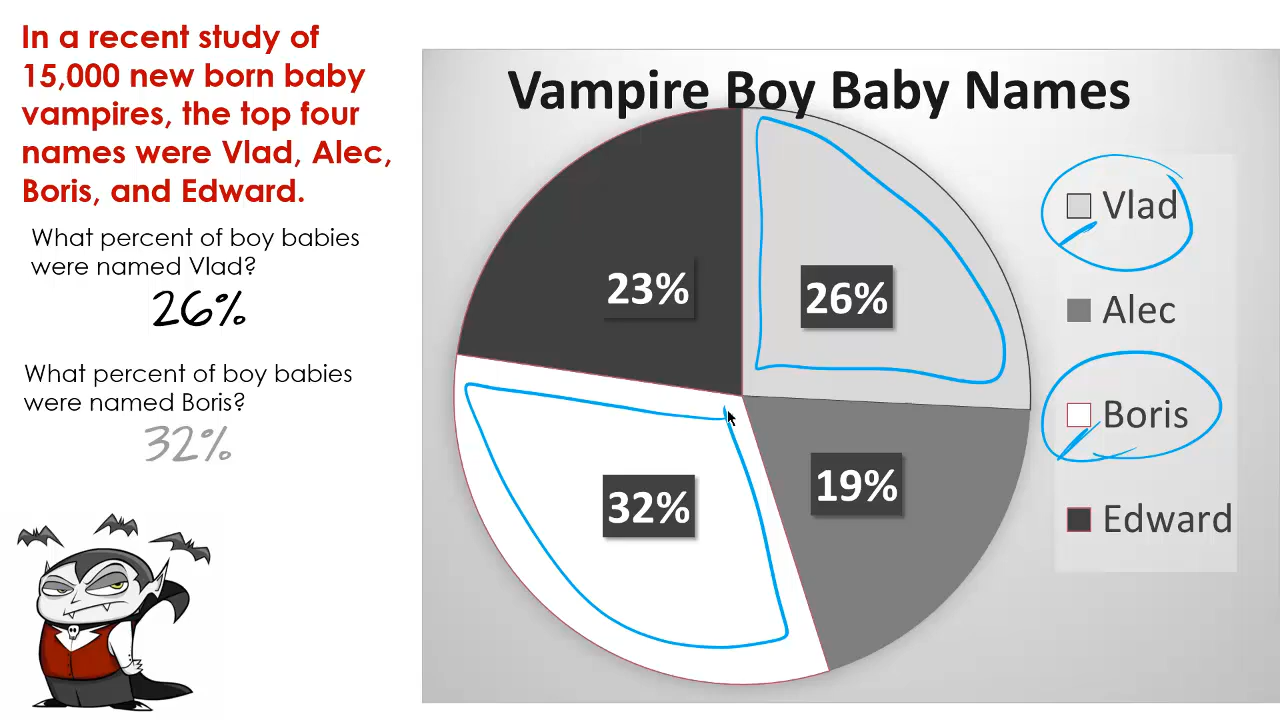 In a recent study of
15,000 new born baby
vampires, the top four
names were Vlad, Alec,
Boris, and Edward.
What percent of boy babies
were named Vlad?
26%
What percent of boy babies
were named Boris?
32%
Vampire Boy Baby Names
23%
26%
32%
19%
Vlad
Alec
Boris
Edward